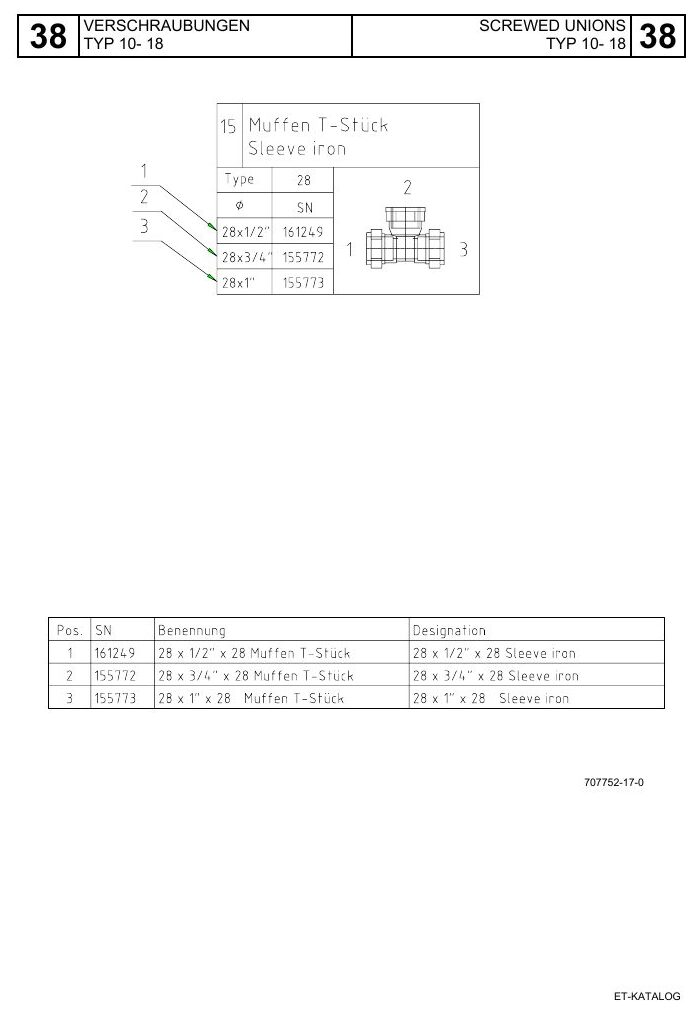 38 VERSCHRAUBUNGEN SCREWED UNIONS 38
TYP 10- 18 TYP 10- 18
15 Muffen T-Stück
Sleeve iron
1
2
3
Type 28
ϕ SN
28x1/2" 161249
28x3/4" 155772
28x1" 155773
2
1 3
Pos. SN Benennung Designation
1 161249 28 x 1/2" x 28 Muffen T-Stück 28 x 1/2" x 28 Sleeve iron
2 155772 28 x 3/4" x 28 Muffen T-Stück 28 x 3/4" x 28 Sleeve iron
3 155773 28 x 1" x 28 Muffen T-Stück 28 x 1" x 28 Sleeve iron
707752-17-0
ET-KATALOG